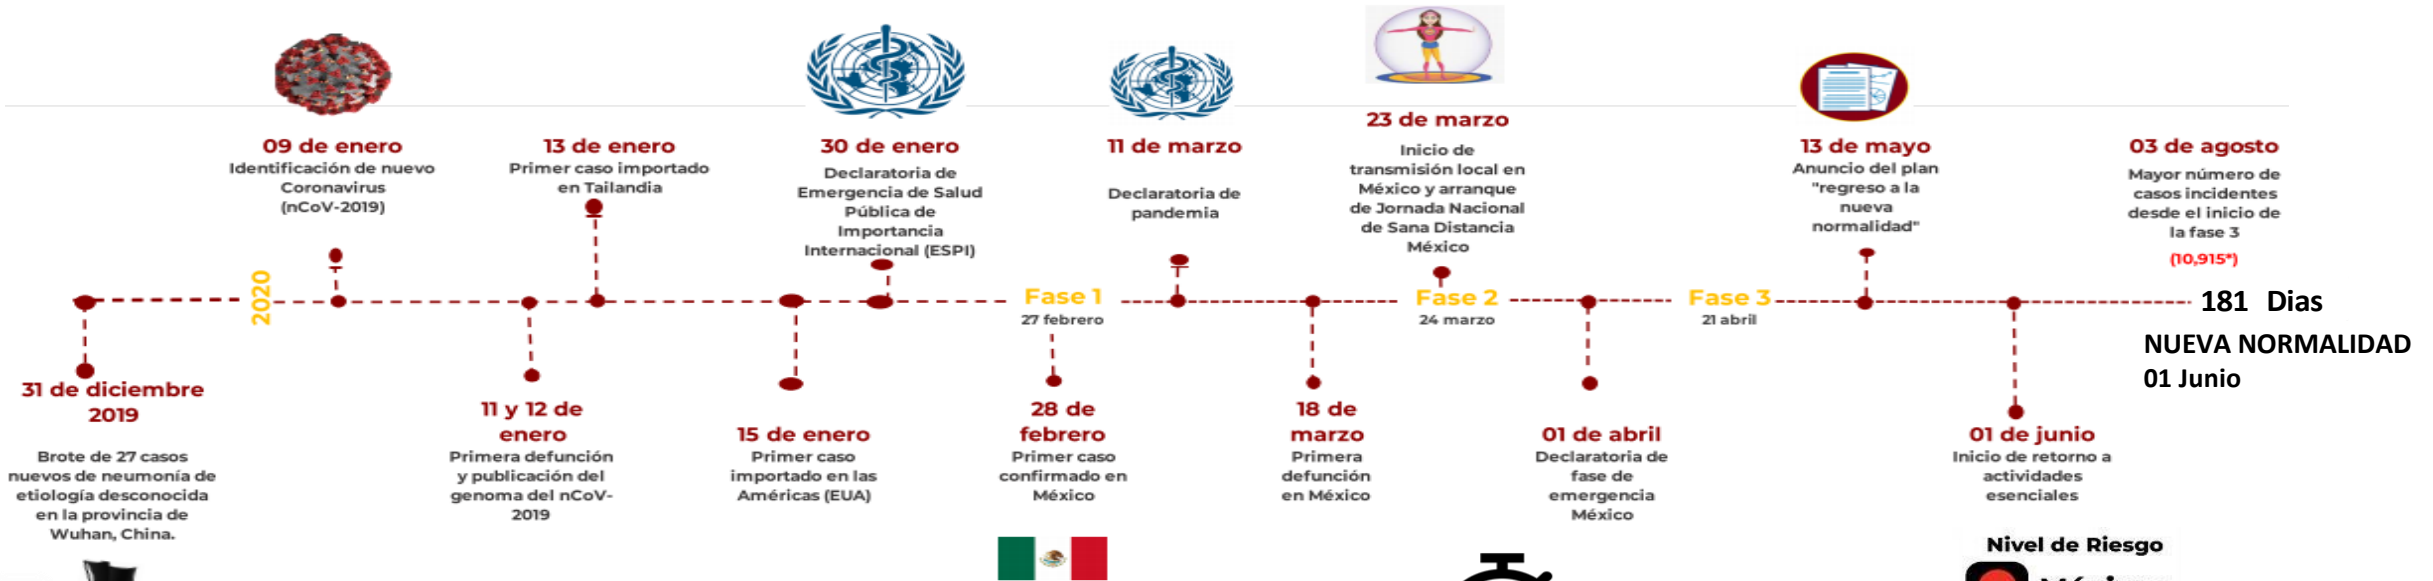 09 de enero
Identificación de nuevo
Coronavirus
(nCoV-2019)
13 de enero
Primer caso importado
en Tailandia
30 de enero
Declaratoria de
Emergencia de Salud
Pública de
Importancia
Internacional (ESPI)
11 de marzo
Declaratoria de
pandemia
23 de marzo
Inicio de
transmisión local en
México y arranque
de Jornada Nacional
de Sana Distancia
México
13 de mayo
Anuncio del plan
"regreso a la
nueva
normalidad"
03 de agosto
Mayor número de
casos incidentes
desde el inicio de
la fase 3
(10,915*)
2020
Fase 1
27 febrero
Fase 2
24 marzo
Fase 3
21 abril
181 Dias
NUEVA NORMALIDAD
01 Junio
31 de diciembre
2019
Brote de 27 casos
nuevos de neumonía de
etiología desconocida
en la provincia de
Wuhan, China.
11 y 12 de
enero
Primera defunción
y publicación del
genoma del nCoV-
2019
15 de enero
Primer caso
importado en las
Américas (EUA)
28 de
febrero
Primer caso
confirmado en
México
18 de
marzo
Primera
defunción
en México
01 de abril
Declaratoria de
fase de
emergencia
México
01 de junio
Inicio de retorno a
actividades
esenciales
Nivel de Riesgo